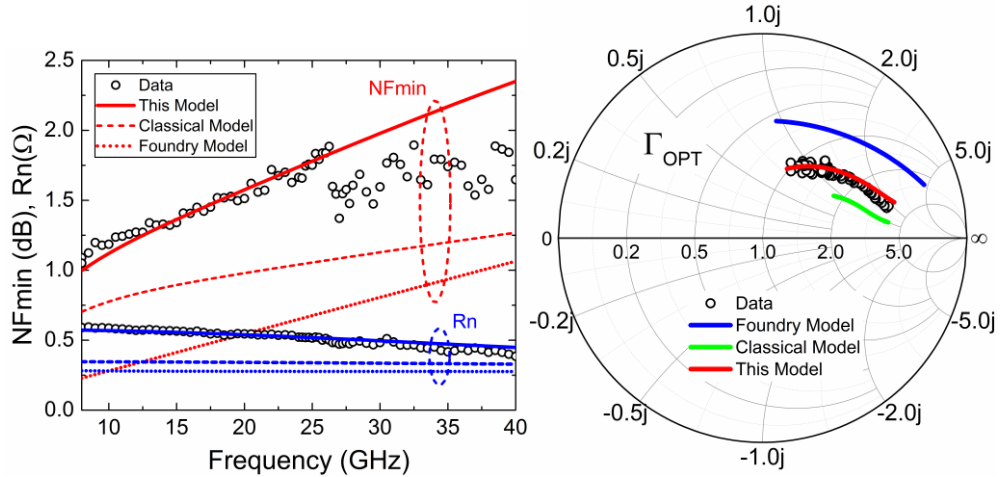 2.5
2.0
1.5
1.0
0.5
0.0
NFmin (dB), Rn(Ω)
Data
This Model
Classical Model
Foundry Model
NFmin
Rn
10 15 20 25 30 35 40
Frequency (GHz)
1.0j
0.5j 2.0j
0.2j 5.0j
Γ OPT
0 0.2 0.5 1.0 2.0 5.0 ∞
Data
Foundry Model
Classical Model
This Model
-0.2j -5.0j
-0.5j -2.0j
-1.0j